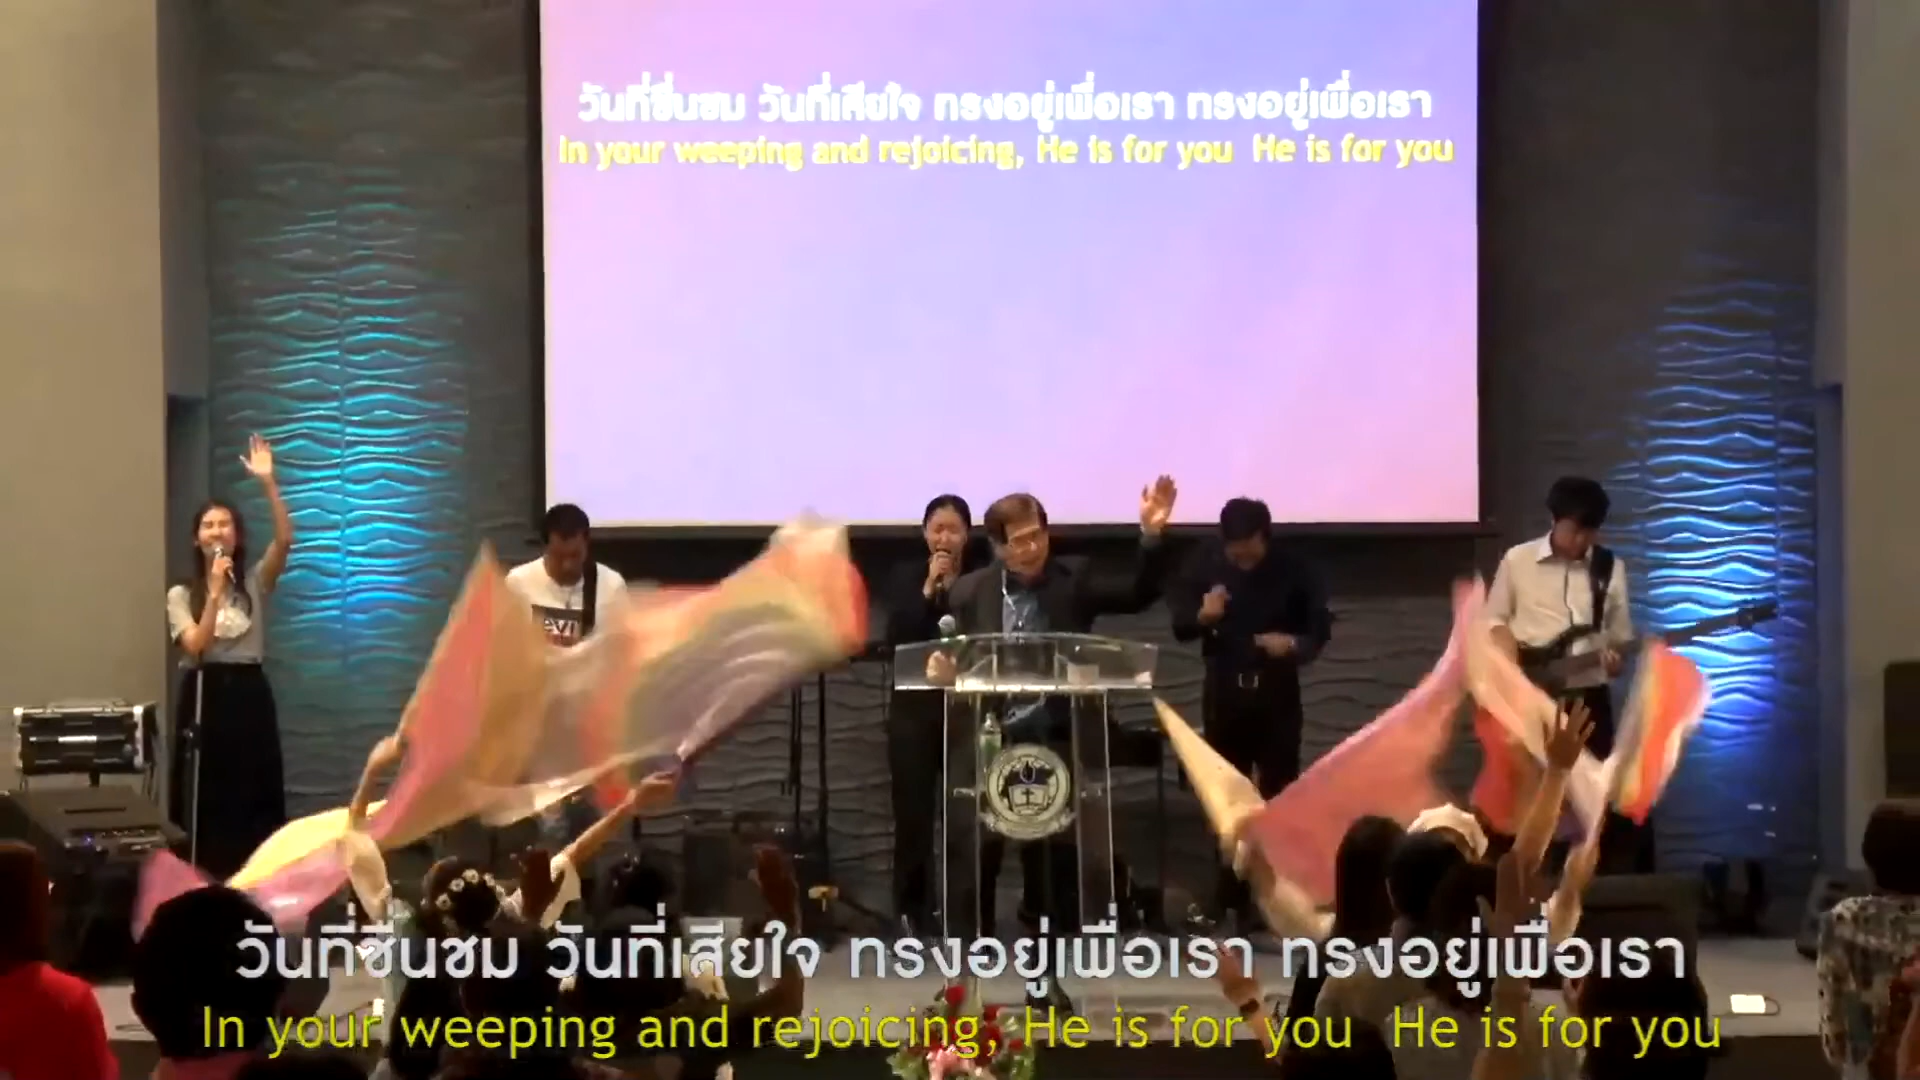 วันที่ชื่นชม วันที่เสียใจ ทรงอยู่เพื่อเรา ทรงอยู่เพื่อเรา
In your weeping and rejoicing, He is for you He is for you
วันที่ชื่นชม วันที่เสียใจ ทรงอยู่เพื่อเรา ทรงอยู่เพื่อเรา
In your weeping and rejoicing, He is for you He is for you